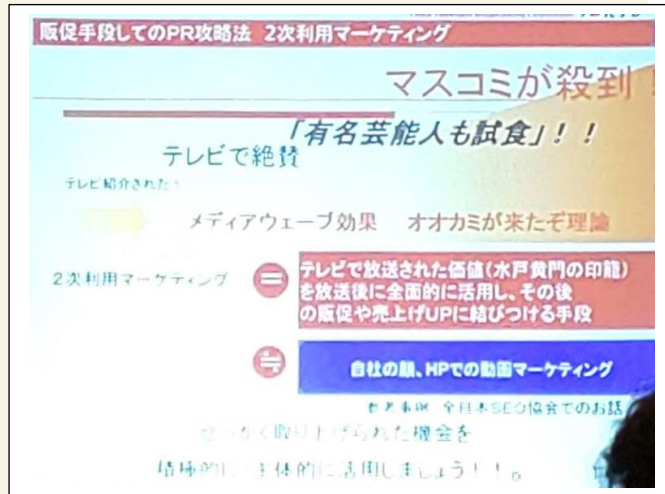 販促手段してのPR攻略法 2次利用マーケティング
マスコミが殺到!
「有名芸能人も試食」!!
テレビで絶賛
テレビ紹介された!
メディアウェーブ効果 オオカミが来たぞ理論
2次利用マーケティング
=
テレビで放送された価値(水戸黄門の印籠)
を放送後に全面的に活用し、その後
の販促や売上げUPに結びつける手段
≒
自社の顔、HPでの動画マーケティング
参考事例 全日本SEO協会でのお話
せっかく取り上げられた機会を
積極的に主体的に活用しましょう!!。